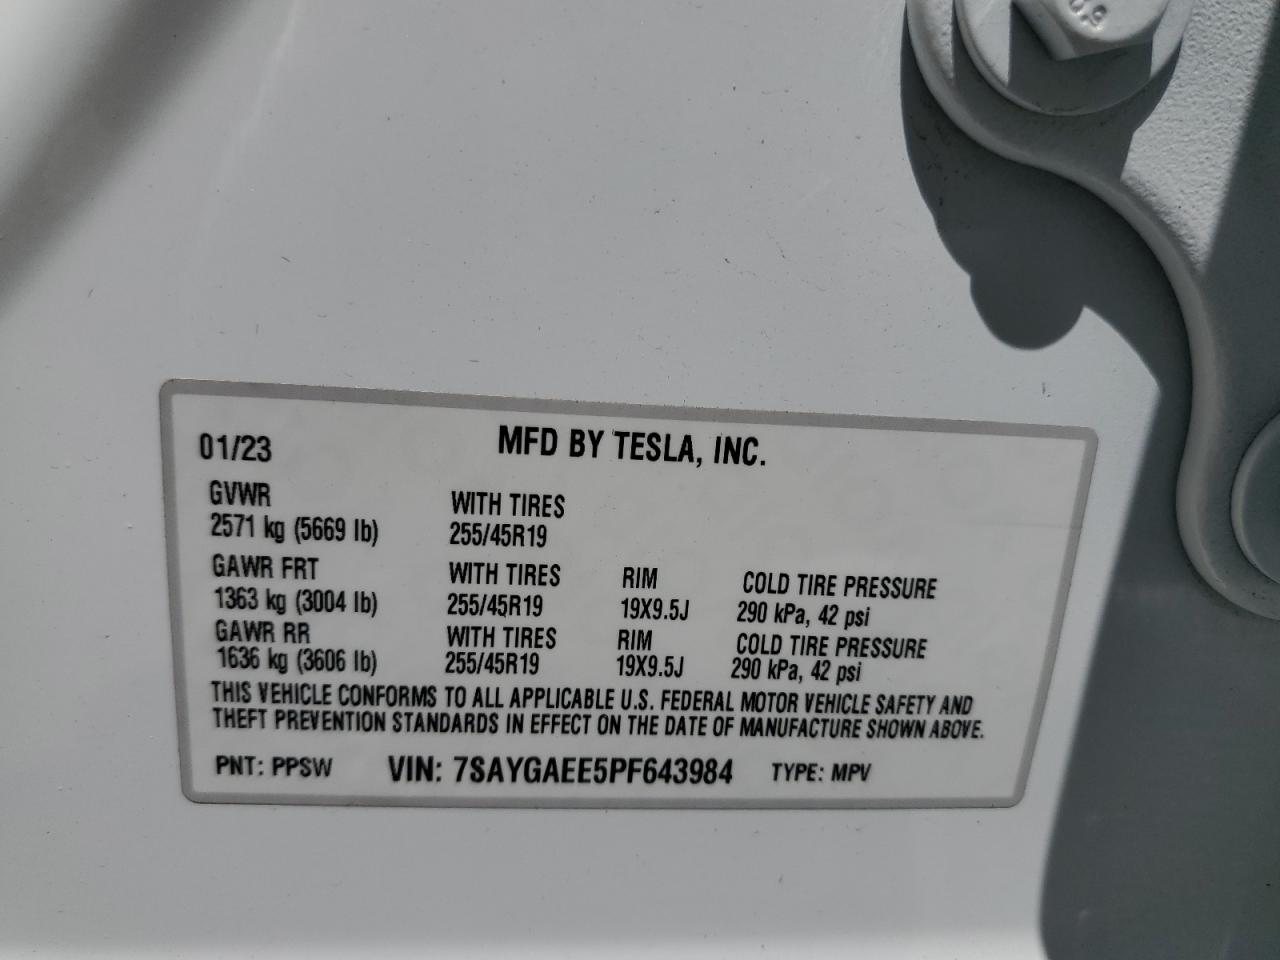 01/23 MFD BY TESLA, INC.
GVWR WITH TIRES
2571 kg (5669 lb) 255/45R19
GAWR FRT WITH TIRES RIM COLD TIRE PRESSURE
1363 kg (3004 lb) 255/45R19 19X9.5J 290 kPa, 42 psi
GAWR RR WITH TIRES RIM COLD TIRE PRESSURE
1636 kg (3606 lb) 255/45R19 19X9.5J 290 kPa, 42 psi
THIS VEHICLE CONFORMS TO ALL APPLICABLE U.S. FEDERAL MOTOR VEHICLE SAFETY AND
THEFT PREVENTION STANDARDS IN EFFECT ON THE DATE OF MANUFACTURE SHOWN ABOVE.
PNT: PPSW VIN: 7SAYGAEE5PF643984 TYPE: MPV